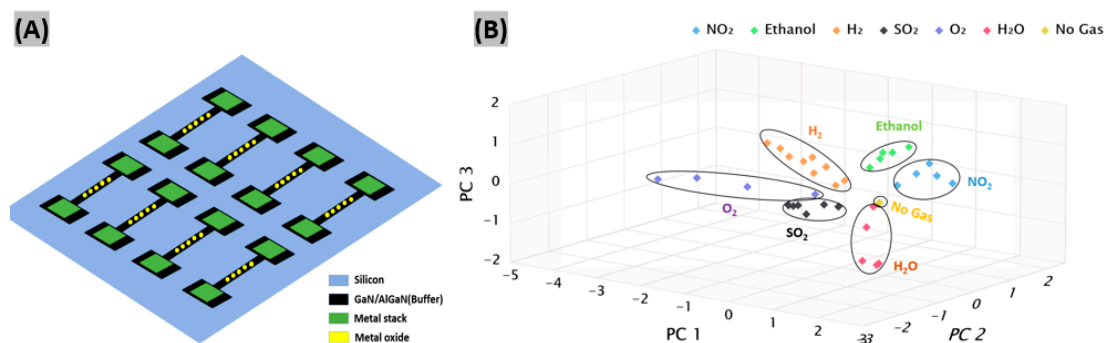 (A)
Silicon
GaN/AlGaN(Buffer)
Metal stack
Metal oxide
(B)
NO₂ Ethanol H₂ SO₂ O₂ H₂O No Gas
2
1
0
-1
-2
PC 3
-5 -4 -3 -2 -1 0 1 2 -3
PC 1
3 -2 -1 0 1 2
PC 2
H₂
Ethanol
NO₂
O₂
SO₂
No Gas
H₂O